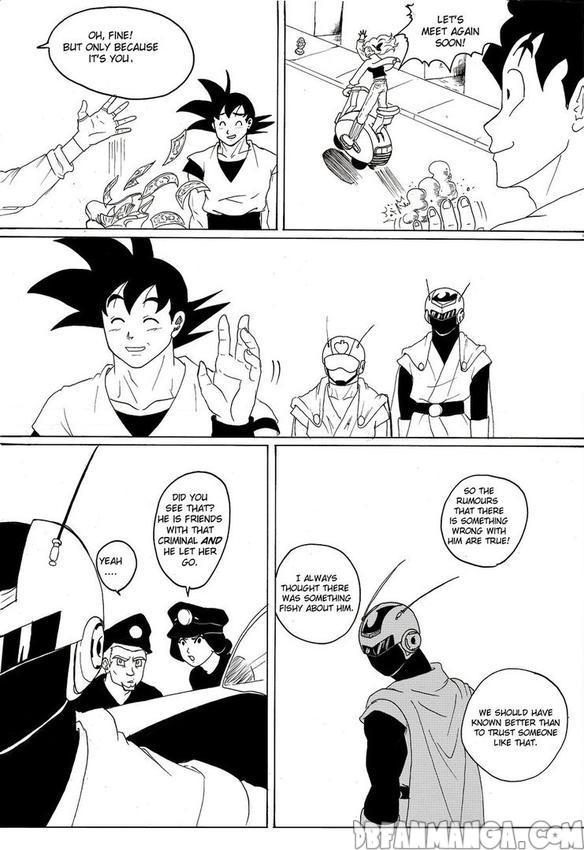 OH, FINE!
BUT ONLY BECAUSE
IT'S YOU.
LET'S
MEET AGAIN
SOON!
DID YOU
SEE THAT?
HE IS FRIENDS
WITH THAT
CRIMINAL AND
HE LET HER
GO.
YEAH
....
SO THE
RUMOURS
THAT THERE
IS SOMETHING
WRONG WITH
HIM ARE TRUE!
I ALWAYS
THOUGHT THERE
WAS SOMETHING
FISHY ABOUT HIM.
WE SHOULD HAVE
KNOWN BETTER THAN
TO TRUST SOMEONE
LIKE THAT.
DBFANMANGA.COM